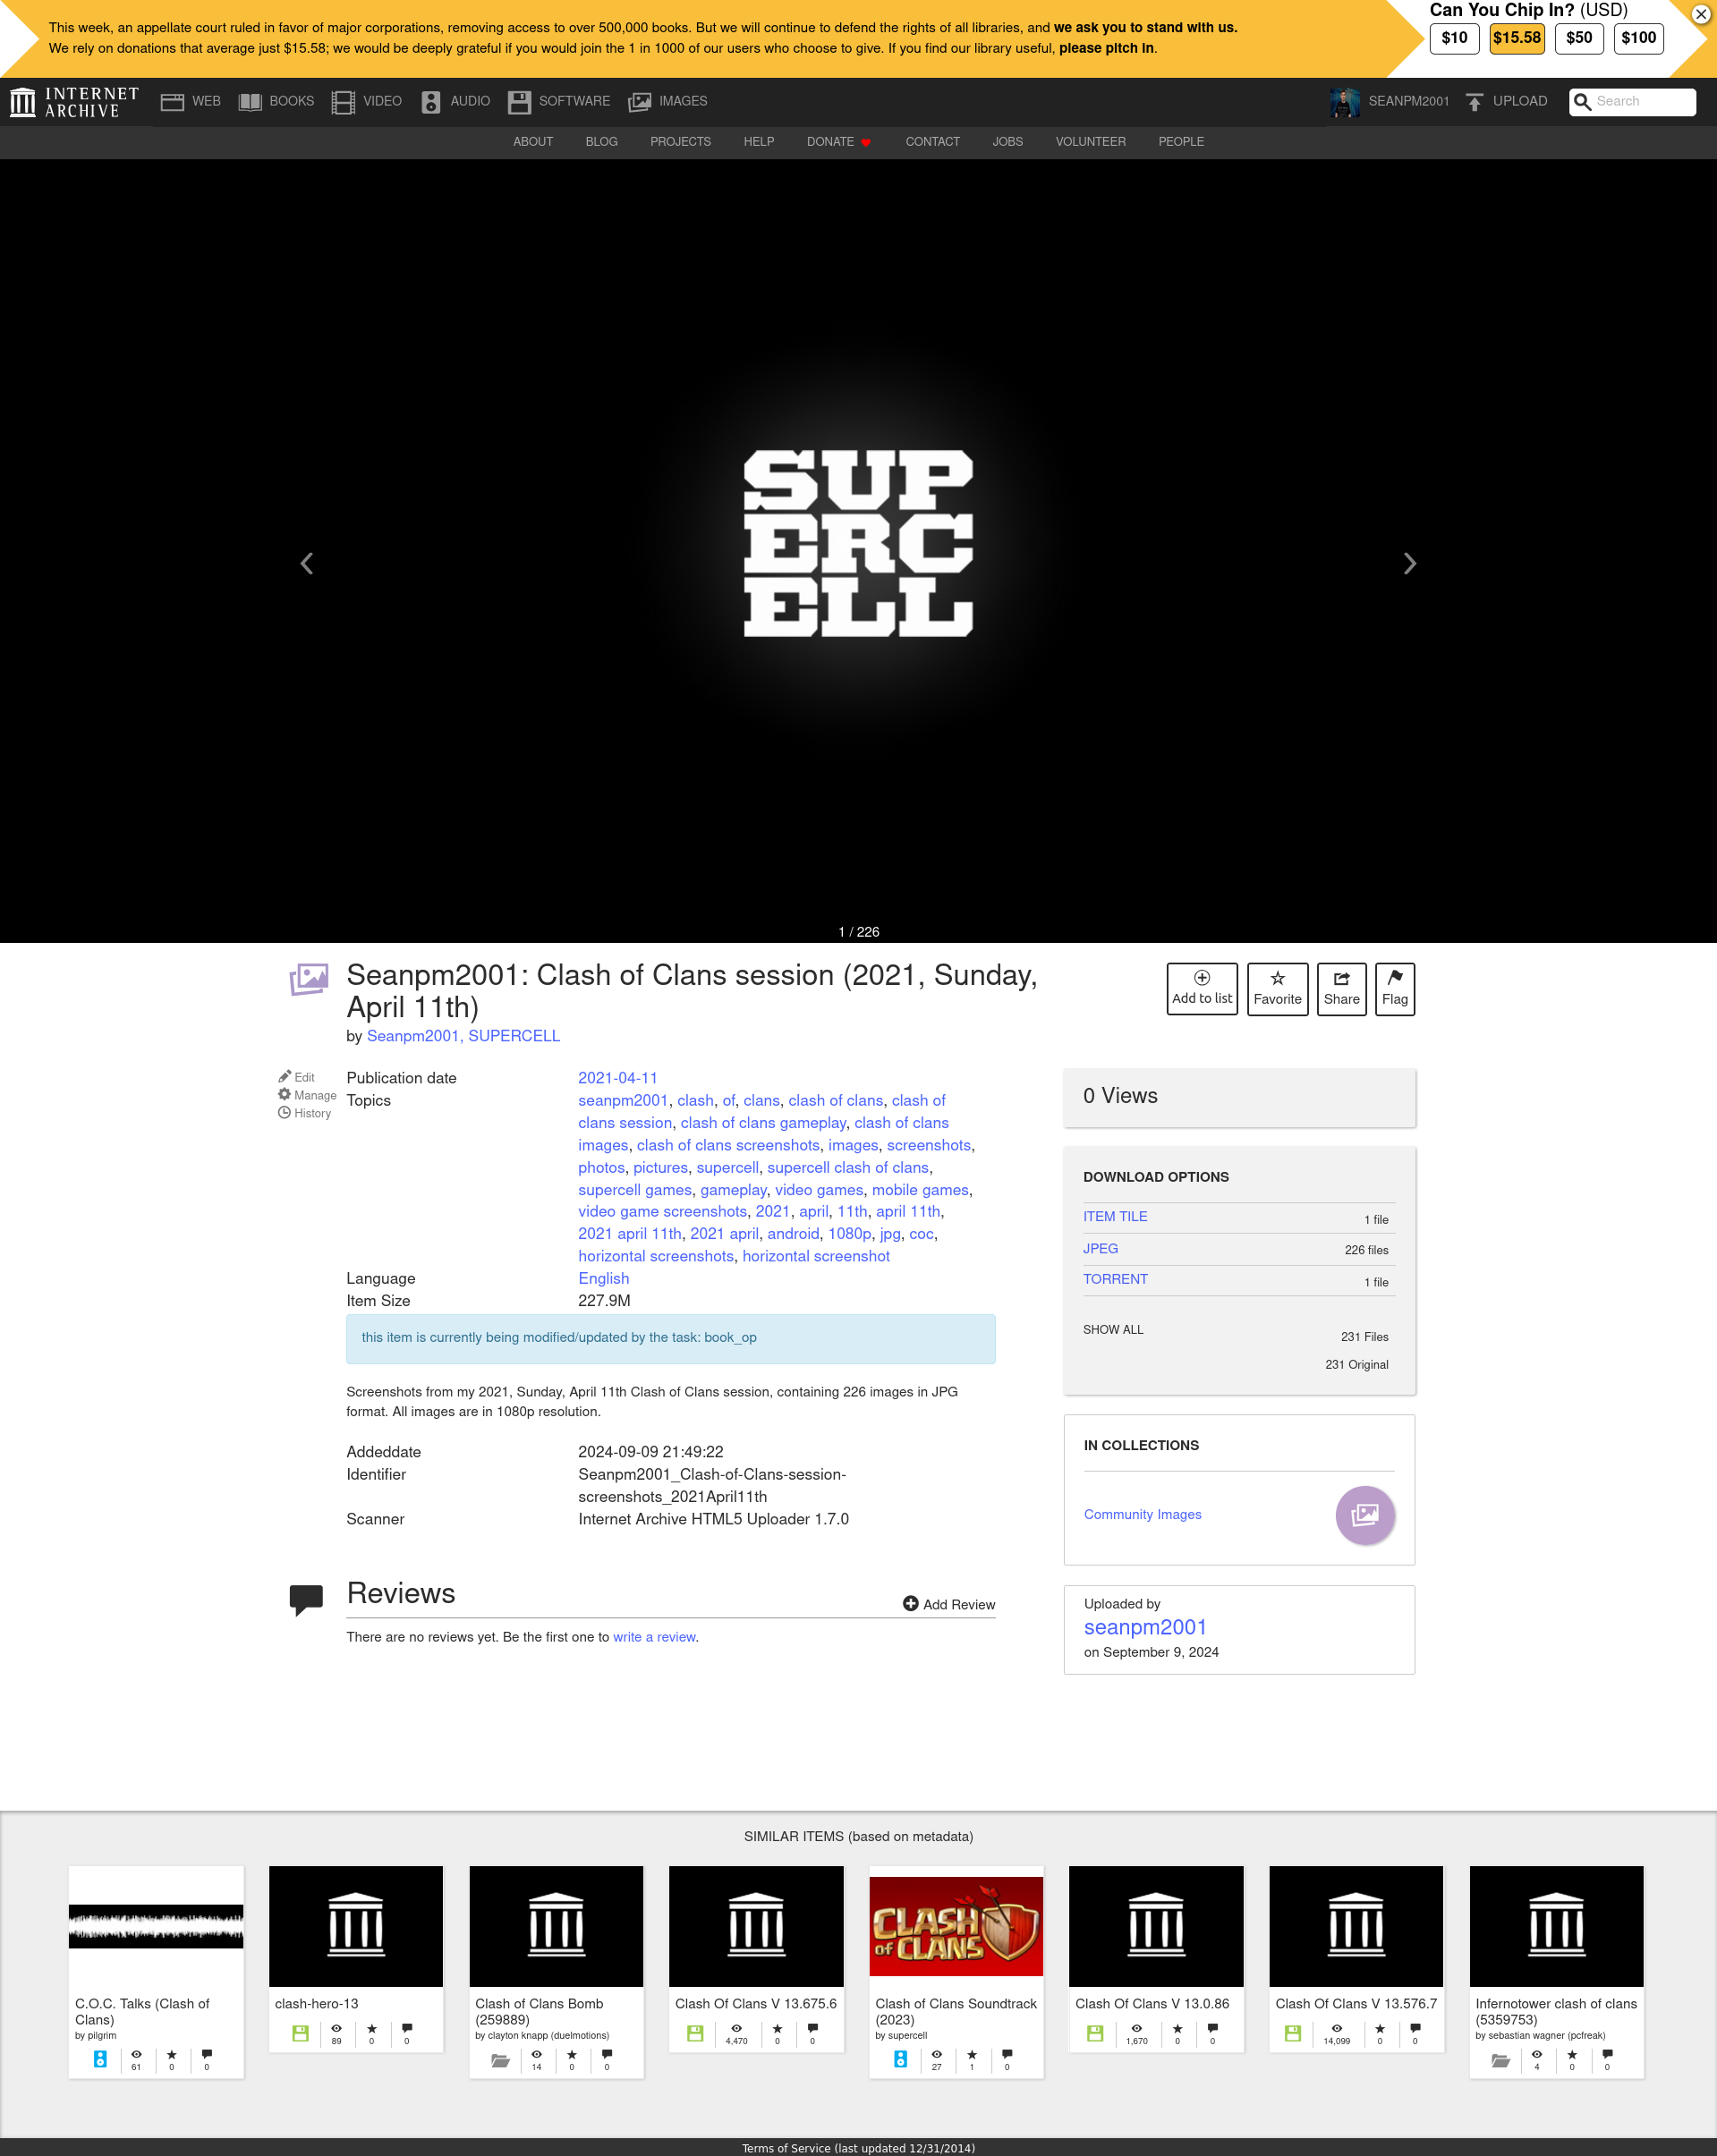 This week, an appellate court ruled in favor of major corporations, removing access to over 500,000 books. But we will continue to defend the rights of all libraries, and we ask you to stand with us.
We rely on donations that average just $15.58; we would be deeply grateful if you would join the 1 in 1000 of our users who choose to give. If you find our library useful, please pitch in.
Can You Chip In? (USD)
$10 $15.58 $50 $100
INTERNET ARCHIVE
WEB BOOKS VIDEO AUDIO SOFTWARE IMAGES SEANPM2001 UPLOAD Search
ABOUT BLOG PROJECTS HELP DONATE CONTACT JOBS VOLUNTEER PEOPLE
SUP
ERC
ELL
1 / 226
Seanpm2001: Clash of Clans session (2021, Sunday,
April 11th)
by Seanpm2001, SUPERCELL
Add to list Favorite Share Flag
Edit
Manage
History
Publication date 2021-04-11
Topics seanpm2001, clash, of, clans, clash of clans, clash of
clans session, clash of clans gameplay, clash of clans
images, clash of clans screenshots, images, screenshots,
photos, pictures, supercell, supercell clash of clans,
supercell games, gameplay, video games, mobile games,
video game screenshots, 2021, april, 11th, april 11th,
2021 april 11th, 2021 april, android, 1080p, jpg, coc,
horizontal screenshots, horizontal screenshot
Language English
Item Size 227.9M
this item is currently being modified/updated by the task: book_op
Screenshots from my 2021, Sunday, April 11th Clash of Clans session, containing 226 images in JPG
format. All images are in 1080p resolution.
Addeddate 2024-09-09 21:49:22
Identifier Seanpm2001_Clash-of-Clans-session-
screenshots_2021April11th
Scanner Internet Archive HTML5 Uploader 1.7.0
Reviews
Add Review
There are no reviews yet. Be the first one to write a review.
0 Views
DOWNLOAD OPTIONS
ITEM TILE 1 file
JPEG 226 files
TORRENT 1 file
SHOW ALL 231 Files
231 Original
IN COLLECTIONS
Community Images
Uploaded by
seanpm2001
on September 9, 2024
SIMILAR ITEMS (based on metadata)
C.O.C. Talks (Clash of
Clans)
by pilgrim
61 0 0
clash-hero-13
89 0 0
Clash of Clans Bomb
(259889)
by clayton knapp (duelmotions)
14 0 0
Clash Of Clans V 13.675.6
4,470 0 0
CLASH
OF CLANS
Clash of Clans Soundtrack
(2023)
by supercell
27 1 0
Clash Of Clans V 13.0.86
1,670 0 0
Clash Of Clans V 13.576.7
14,099 0 0
Infernotower clash of clans
(5359753)
by sebastian wagner (pcfreak)
4 0 0
Terms of Service (last updated 12/31/2014)